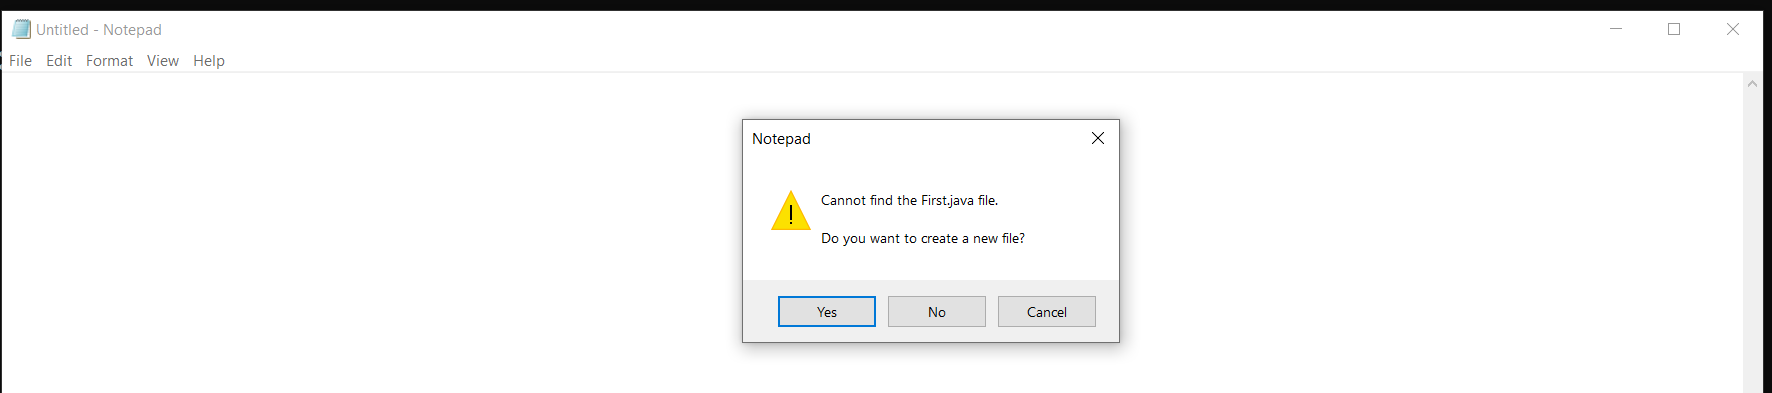 Untitled - Notepad
File Edit Format View Help
Notepad
Cannot find the First.java file.
Do you want to create a new file?
Yes No Cancel